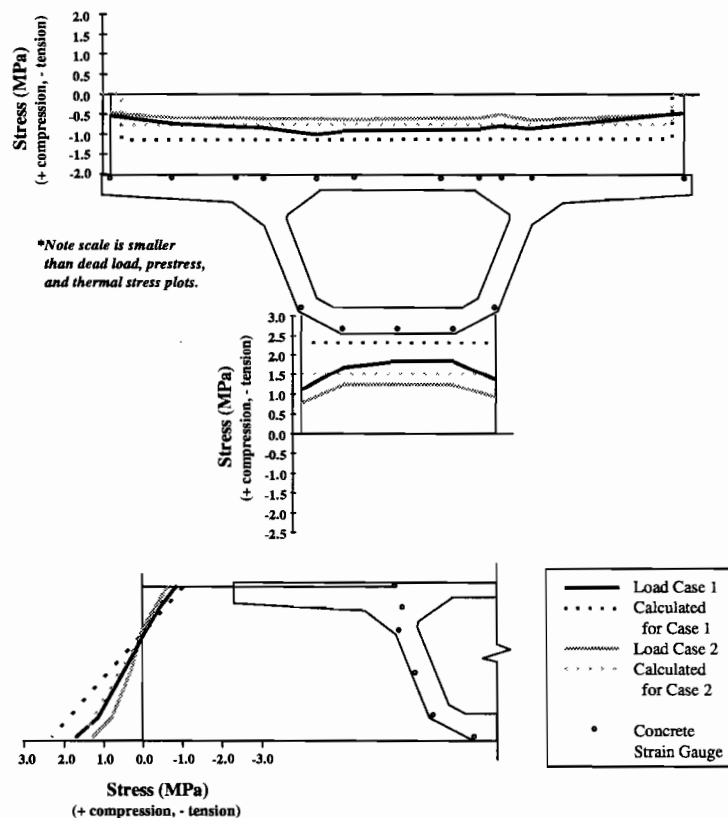 Stress (MPa)
(+ compression, - tension)
2.0
1.5
1.0
0.5
0.0
-0.5
-1.0
-1.5
-2.0
*Note scale is smaller
than dead load, prestress,
and thermal stress plots.
Stress (MPa)
(+ compression, - tension)
3.0
2.5
2.0
1.5
1.0
0.5
0.0
-0.5
-1.0
-1.5
-2.0
-2.5
3.0 2.0 1.0 0.0 -1.0 -2.0 -3.0
Stress (MPa)
(+ compression, - tension)
Load Case 1
Calculated
for Case 1
Load Case 2
Calculated
for Case 2
Concrete
Strain Gauge